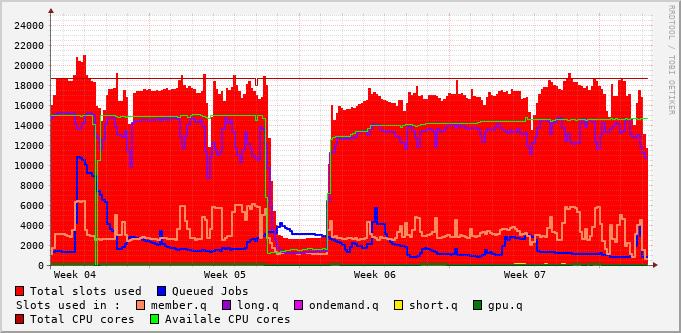 RRDTOOL / TOBI OETIKER
24000
22000
20000
18000
16000
14000
12000
10000
8000
6000
4000
2000
0
Week 04 Week 05 Week 06 Week 07
Total slots used Queued Jobs
Slots used in : member.q long.q ondemand.q short.q gpu.q
Total CPU cores Availale CPU cores